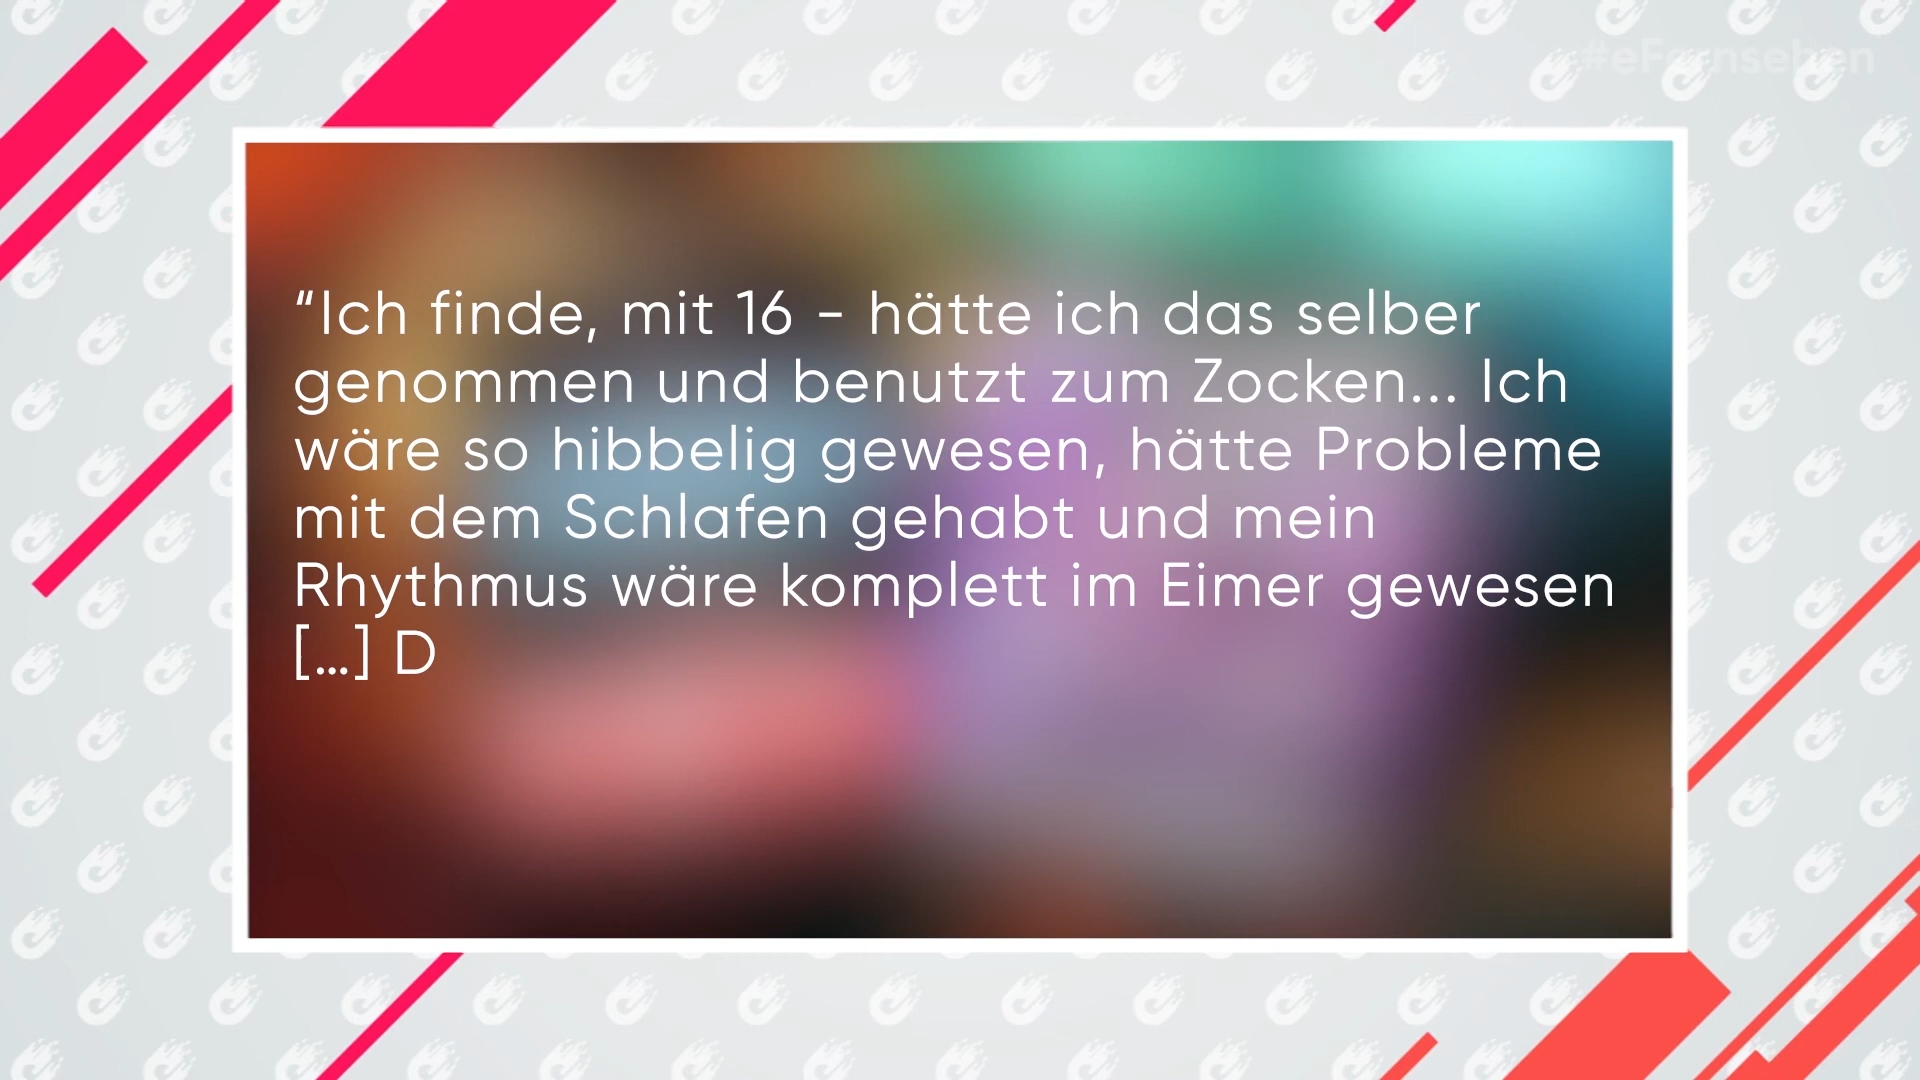 #eFernsehen
“Ich finde, mit 16 - hätte ich das selber
genommen und benutzt zum Zocken... Ich
wäre so hibbelig gewesen, hätte Probleme
mit dem Schlafen gehabt und mein
Rhythmus wäre komplett im Eimer gewesen
[...] D